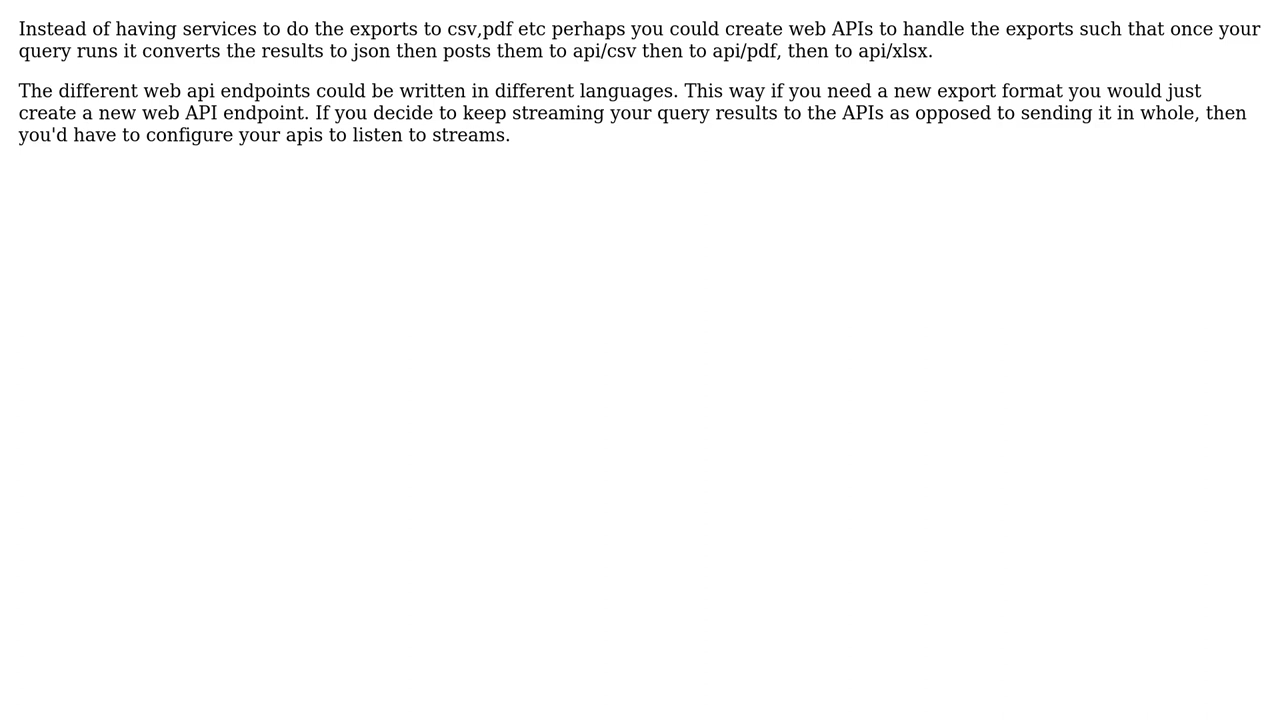 Instead of having services to do the exports to csv,pdf etc perhaps you could create web APIs to handle the exports such that once your
query runs it converts the results to json then posts them to api/csv then to api/pdf, then to api/xlsx.
The different web api endpoints could be written in different languages. This way if you need a new export format you would just
create a new web API endpoint. If you decide to keep streaming your query results to the APIs as opposed to sending it in whole, then
you'd have to configure your apis to listen to streams.